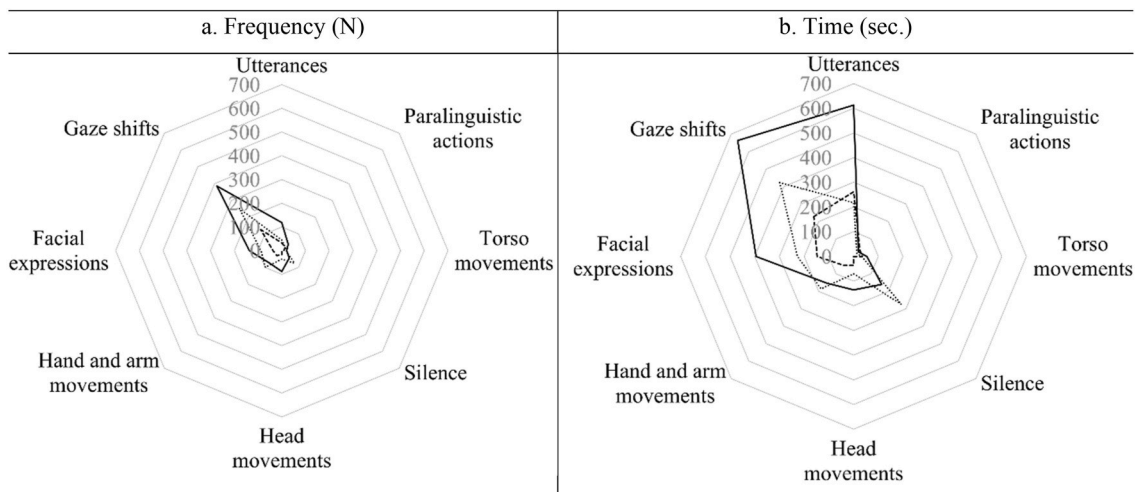 a. Frequency (N)
Utterances
700
600
500
400
300
200
100
0
Paralinguistic
actions
Torso
movements
Silence
Head
movements
Hand and arm
movements
Facial
expressions
Gaze shifts
b. Time (sec.)
Utterances
700
600
500
400
300
200
100
0
Paralinguistic
actions
Torso
movements
Silence
Head
movements
Hand and arm
movements
Facial
expressions
Gaze shifts